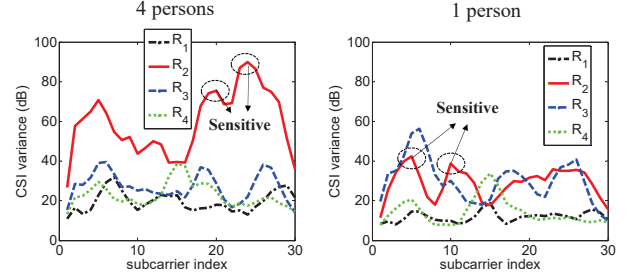 4 persons
1 person
100
80
60
40
20
0
0
10
20
30
CSI variance (dB)
subcarrier index
R1
R2
R3
R4
Sensitive
100
80
60
40
20
0
0
10
20
30
CSI variance (dB)
subcarrier index
R1
R2
R3
R4
Sensitive